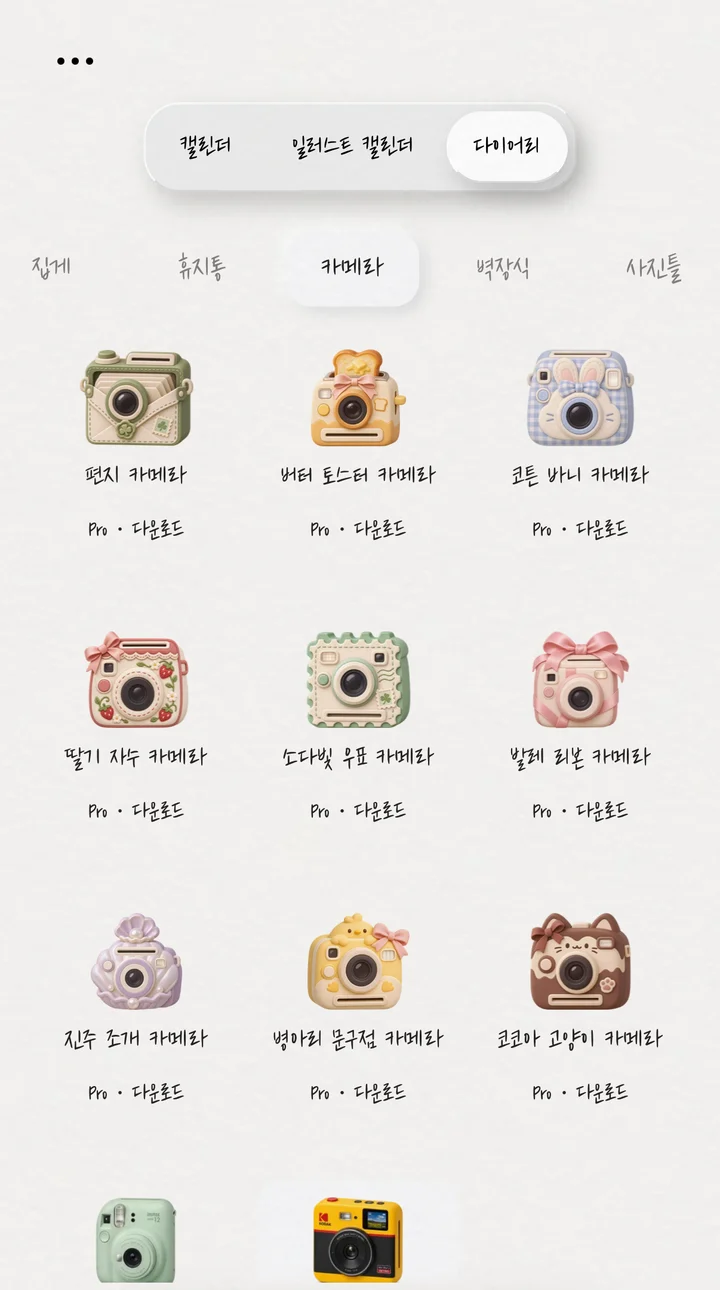 캘린더 일러스트 캘린더 다이어리
집게 휴지통 카메라 벽장식 사진틀
편지 카메라 버터 토스터 카메라 코튼 바니 카메라
Pro · 다운로드 Pro · 다운로드 Pro · 다운로드
딸기 자수 카메라 소다빛 우표 카메라 발레 리본 카메라
Pro · 다운로드 Pro · 다운로드 Pro · 다운로드
진주 조개 카메라 병아리 문구점 카메라 코코아 고양이 카메라
Pro · 다운로드 Pro · 다운로드 Pro · 다운로드